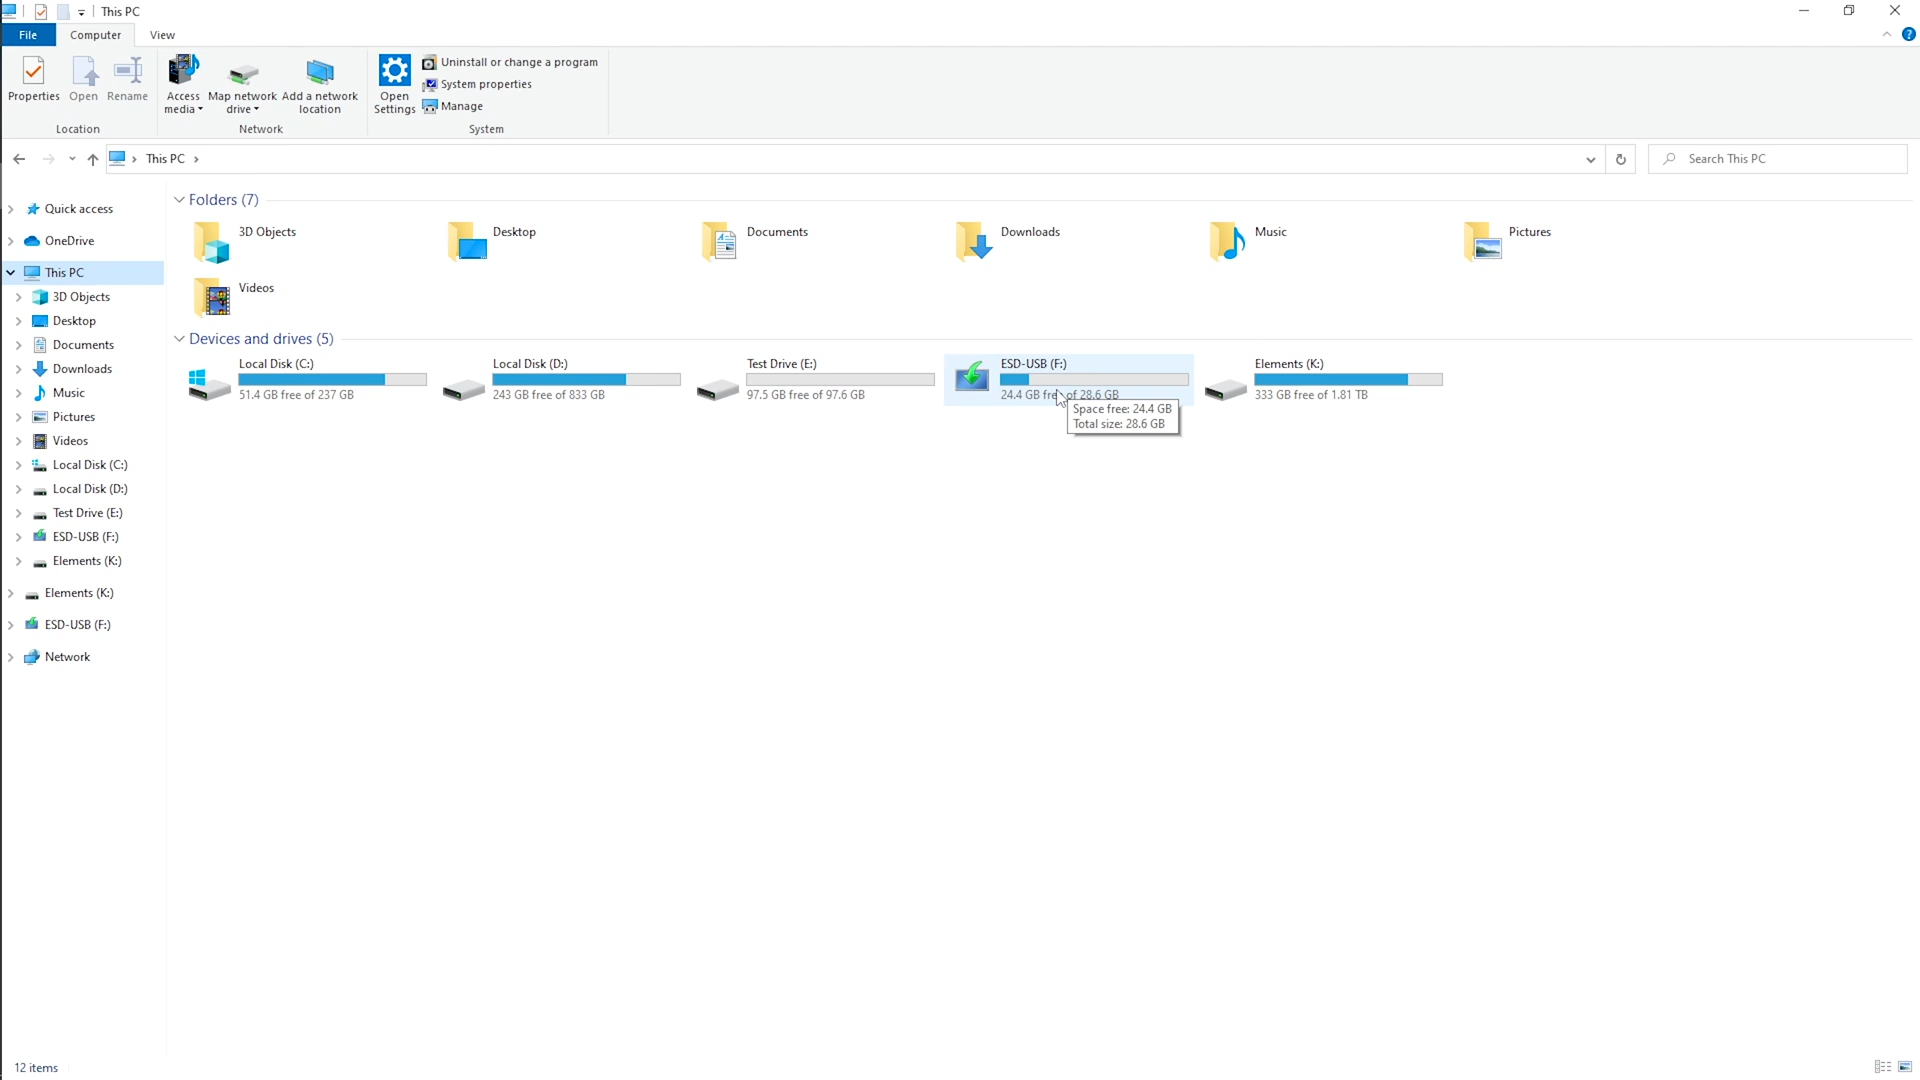 This PC
File Computer View
Properties Open Rename Access media Map network drive Add a network location Open Settings
Uninstall or change a program
System properties
Manage
Location Network System
This PC
Search This PC
Quick access
OneDrive
This PC
3D Objects
Desktop
Documents
Downloads
Music
Pictures
Videos
Local Disk (C:)
Local Disk (D:)
Test Drive (E:)
ESD-USB (F:)
Elements (K:)
Elements (K:)
ESD-USB (F:)
Network
Folders (7)
3D Objects Desktop Documents Downloads Music Pictures
Videos
Devices and drives (5)
Local Disk (C:)
51.4 GB free of 237 GB
Local Disk (D:)
243 GB free of 833 GB
Test Drive (E:)
97.5 GB free of 97.6 GB
ESD-USB (F:)
24.4 GB free of 28.6 GB
Space free: 24.4 GB
Total size: 28.6 GB
Elements (K:)
333 GB free of 1.81 TB
12 items